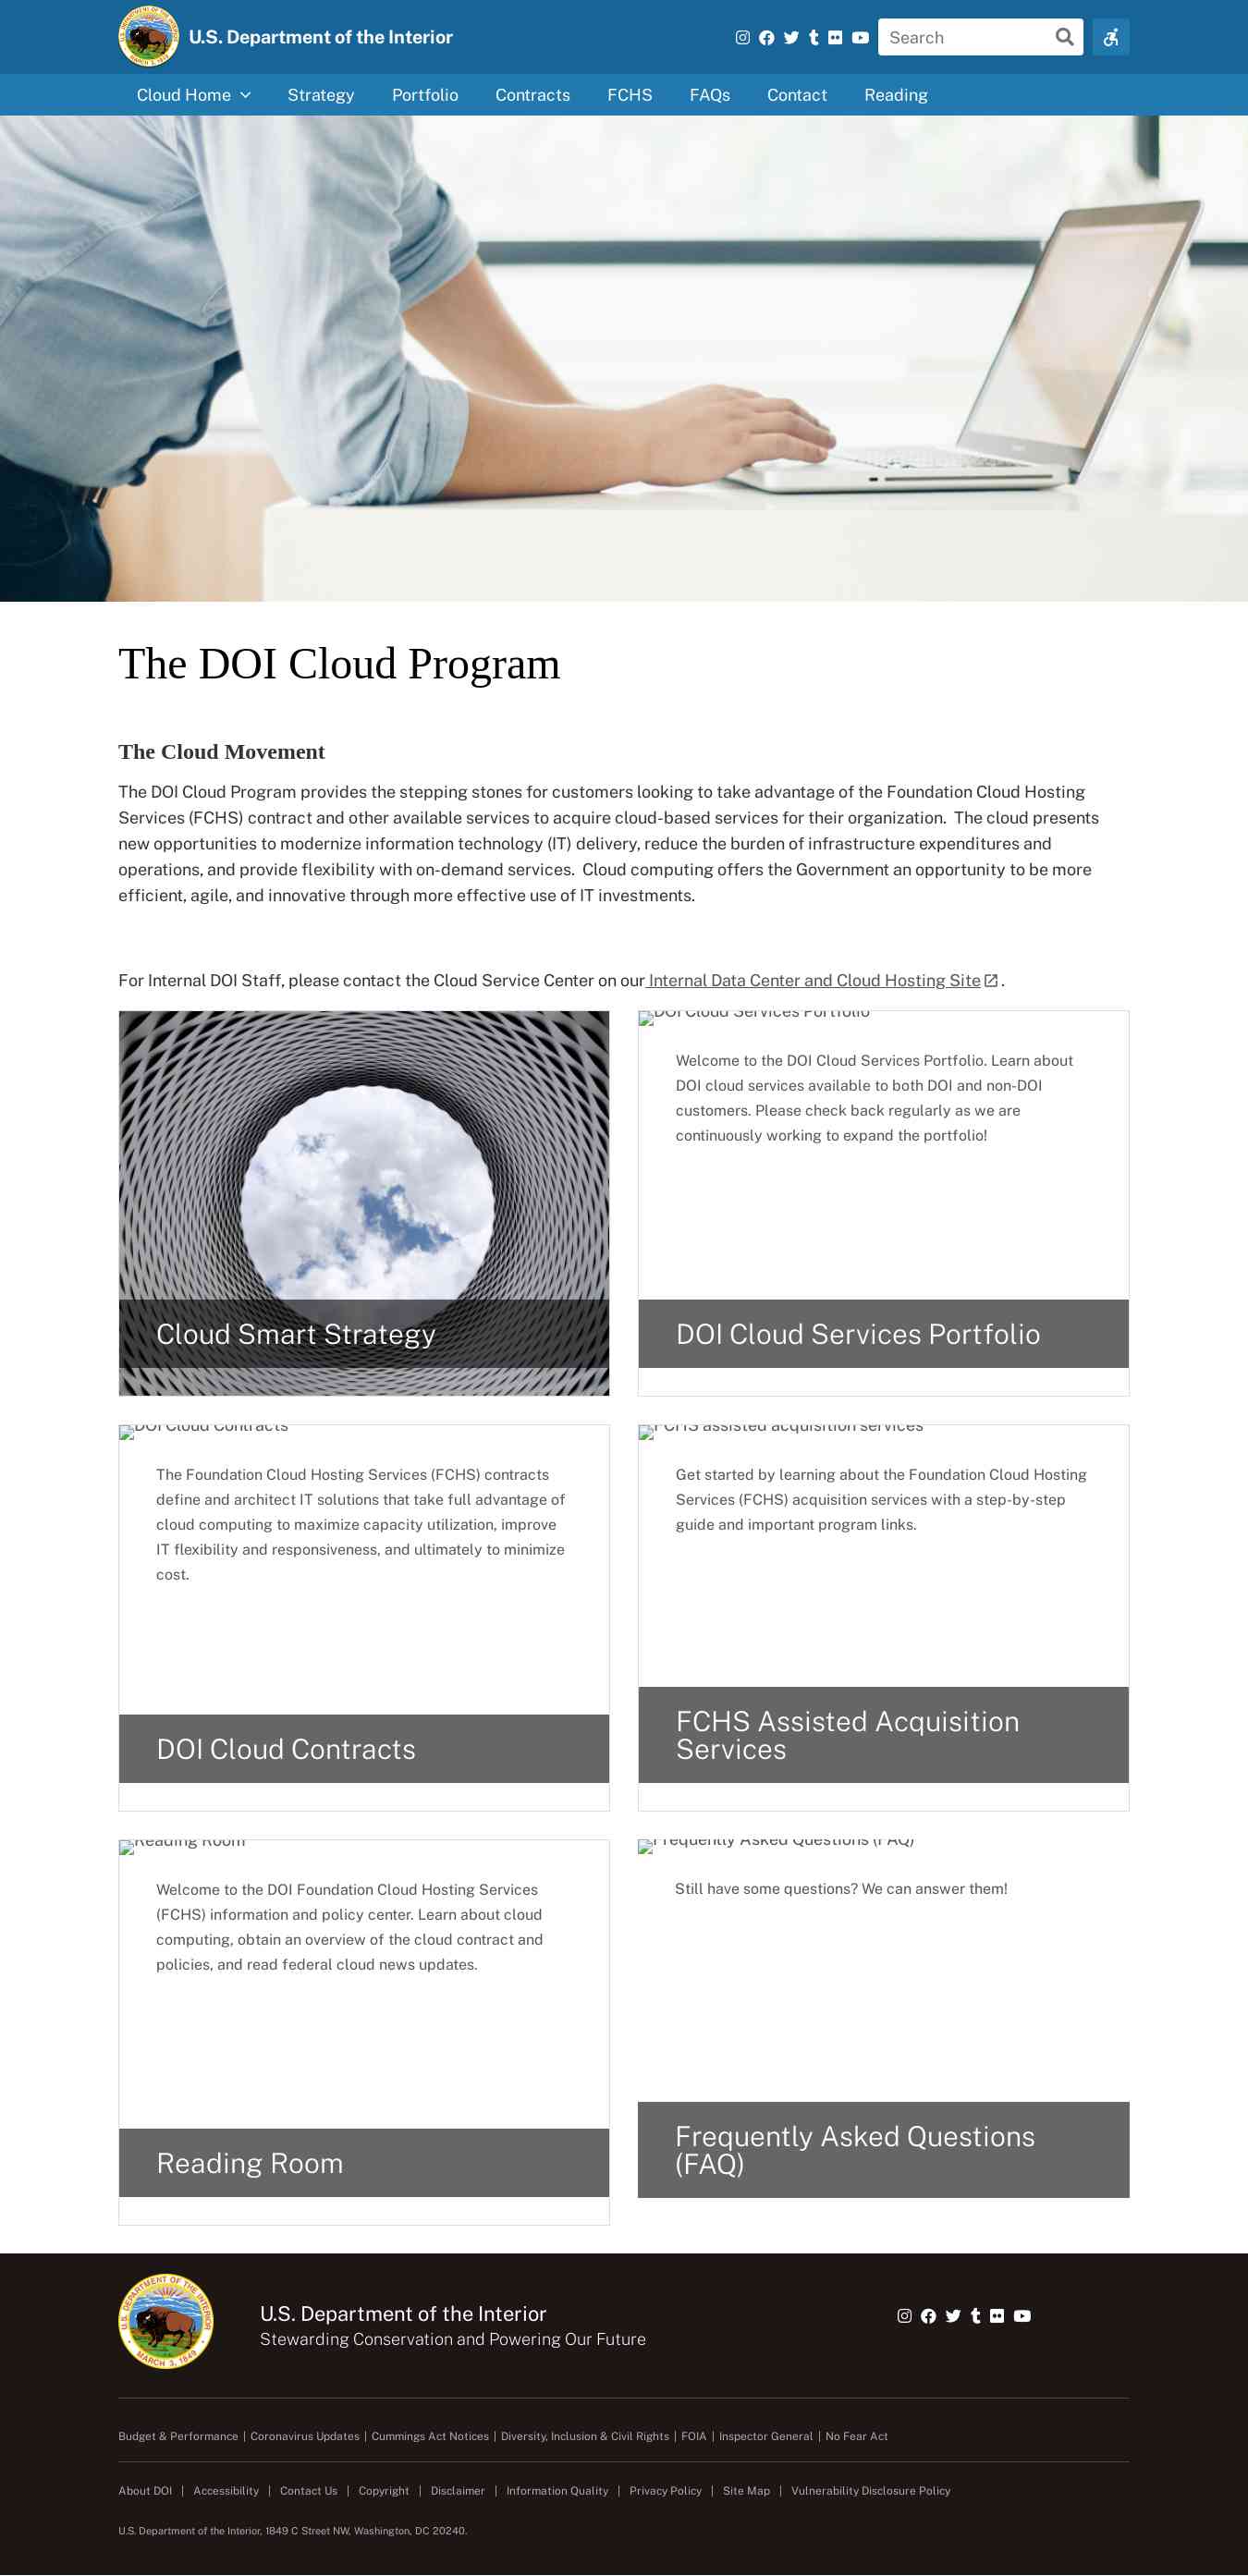 U.S. Department of the Interior
Search
Cloud Home Strategy Portfolio Contracts FCHS FAQs Contact Reading
The DOI Cloud Program
The Cloud Movement
The DOI Cloud Program provides the stepping stones for customers looking to take advantage of the Foundation Cloud Hosting
Services (FCHS) contract and other available services to acquire cloud-based services for their organization.  The cloud presents
new opportunities to modernize information technology (IT) delivery, reduce the burden of infrastructure expenditures and
operations, and provide flexibility with on-demand services.  Cloud computing offers the Government an opportunity to be more
efficient, agile, and innovative through more effective use of IT investments.
For Internal DOI Staff, please contact the Cloud Service Center on our Internal Data Center and Cloud Hosting Site .
Cloud Smart Strategy
DOI Cloud Services Portfolio
Welcome to the DOI Cloud Services Portfolio. Learn about
DOI cloud services available to both DOI and non-DOI
customers. Please check back regularly as we are
continuously working to expand the portfolio!
DOI Cloud Services Portfolio
DOI Cloud Contracts
The Foundation Cloud Hosting Services (FCHS) contracts
define and architect IT solutions that take full advantage of
cloud computing to maximize capacity utilization, improve
IT flexibility and responsiveness, and ultimately to minimize
cost.
DOI Cloud Contracts
FCHS assisted acquisition services
Get started by learning about the Foundation Cloud Hosting
Services (FCHS) acquisition services with a step-by-step
guide and important program links.
FCHS Assisted Acquisition
Services
Reading Room
Welcome to the DOI Foundation Cloud Hosting Services
(FCHS) information and policy center. Learn about cloud
computing, obtain an overview of the cloud contract and
policies, and read federal cloud news updates.
Reading Room
Frequently Asked Questions (FAQ)
Still have some questions? We can answer them!
Frequently Asked Questions
(FAQ)
U.S. DEPARTMENT OF THE INTERIOR
MARCH 3, 1849
U.S. Department of the Interior
Stewarding Conservation and Powering Our Future
Budget & Performance | Coronavirus Updates | Cummings Act Notices | Diversity, Inclusion & Civil Rights | FOIA | Inspector General | No Fear Act
About DOI | Accessibility | Contact Us | Copyright | Disclaimer | Information Quality | Privacy Policy | Site Map | Vulnerability Disclosure Policy
U.S. Department of the Interior, 1849 C Street NW, Washington, DC 20240.